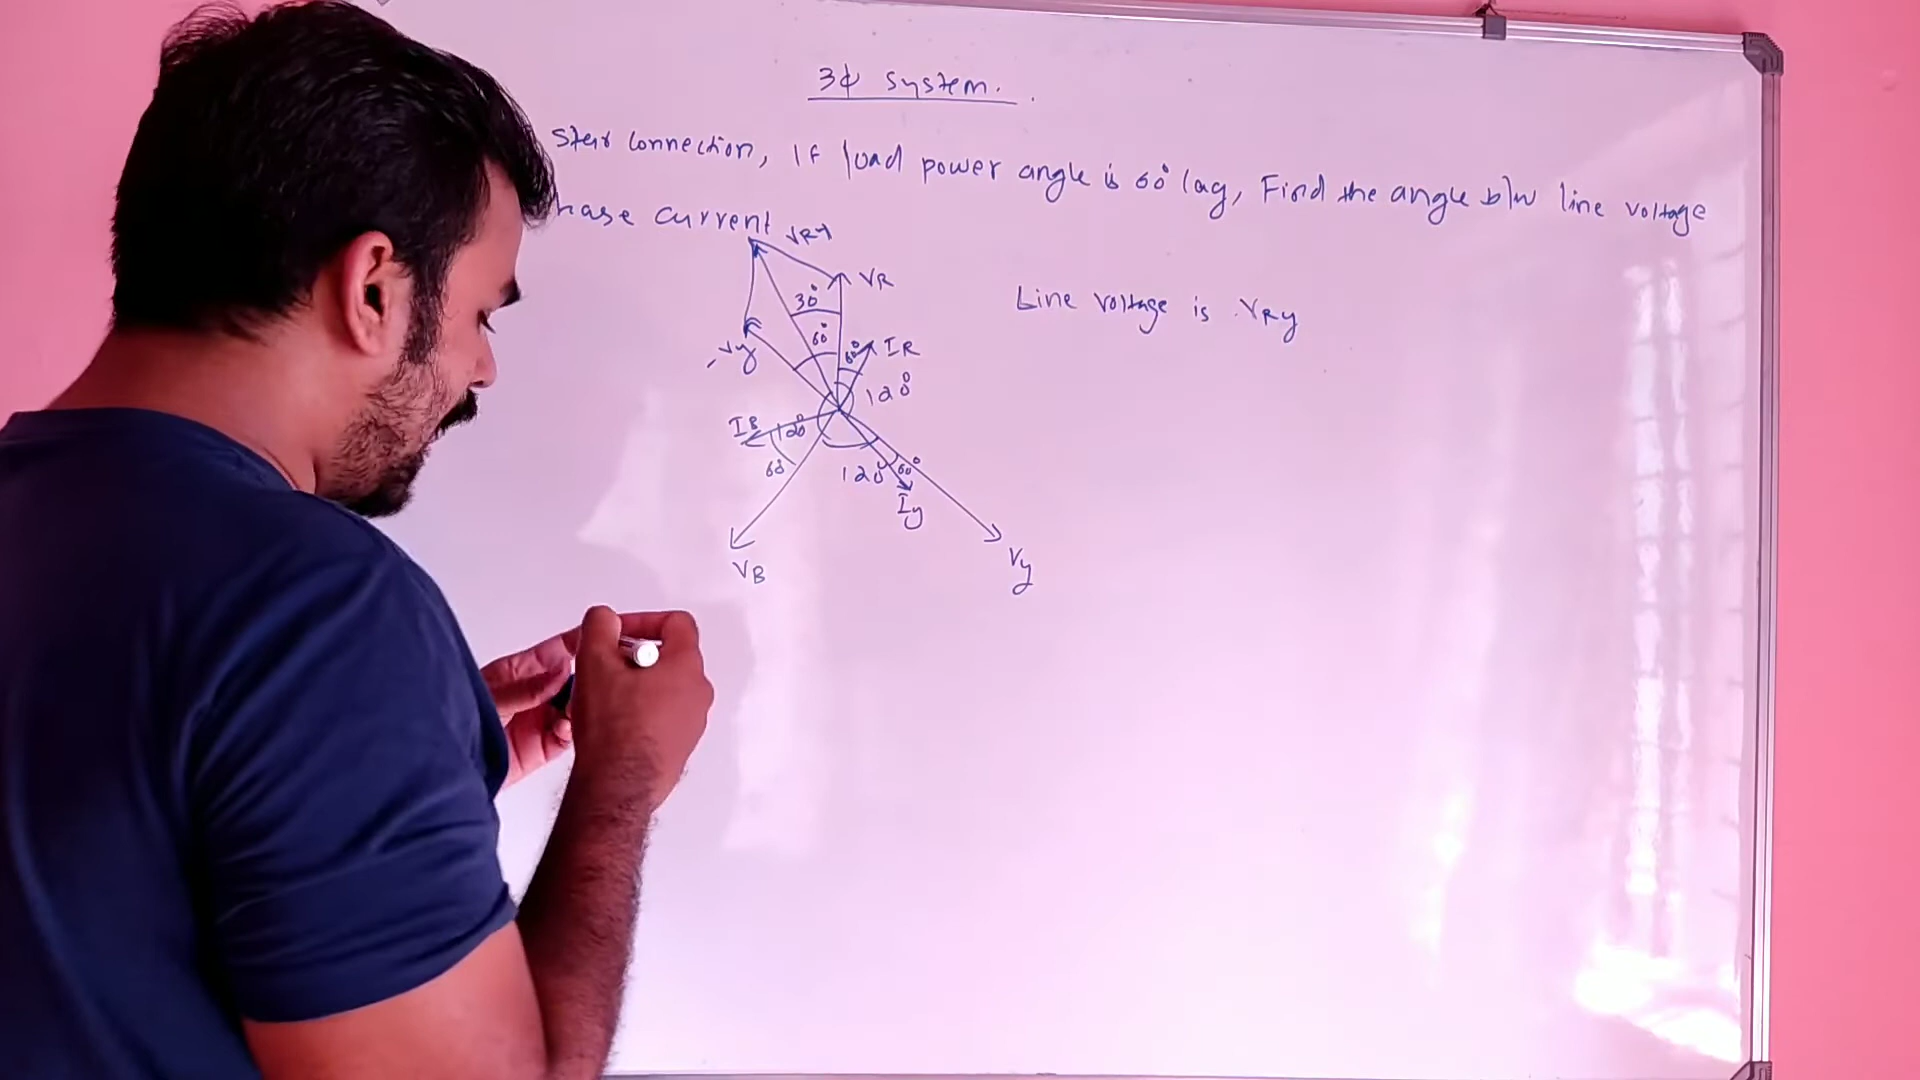 3ϕ system.
Star Connection, If load power angle is 60° lag, Find the angle b/w line voltage
hase current
VRY
VR
30°
Line voltage is VRy
60°
60°
IR
-Vy
120°
IB
120°
60°
120°
60°
Iy
VB
Vy